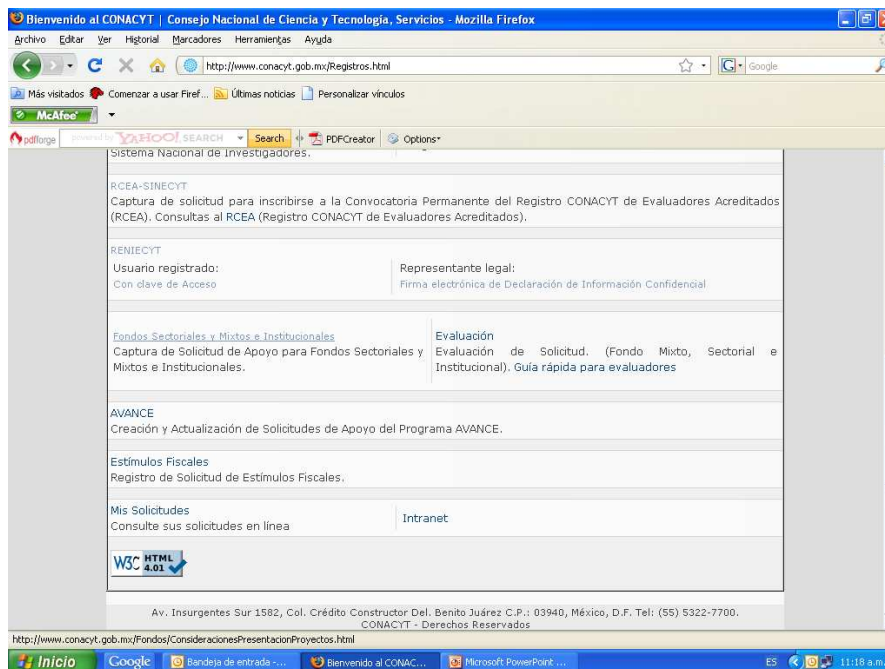 Bienvenido al CONACYT | Consejo Nacional de Ciencia y Tecnología, Servicios - Mozilla Firefox
Archivo Editar Ver Historial Marcadores Herramientas Ayuda
http://www.conacyt.gob.mx/Registros.html
G Google
Más visitados Comenzar a usar Firef... Últimas noticias Personalizar vínculos
McAfee
pdfforge powered by YAHOO! SEARCH Search PDFCreator Options
Sistema Nacional de Investigadores.
RCEA-SINECYT
Captura de solicitud para inscribirse a la Convocatoria Permanente del Registro CONACYT de Evaluadores Acreditados
(RCEA). Consultas al RCEA (Registro CONACYT de Evaluadores Acreditados).
RENIECYT
Usuario registrado:
Con clave de Acceso
Representante legal:
Firma electrónica de Declaración de Información Confidencial
Fondos Sectoriales y Mixtos e Institucionales
Captura de Solicitud de Apoyo para Fondos Sectoriales y
Mixtos e Institucionales.
Evaluación
Evaluación de Solicitud. (Fondo Mixto, Sectorial e
Institucional). Guía rápida para evaluadores
AVANCE
Creación y Actualización de Solicitudes de Apoyo del Programa AVANCE.
Estímulos Fiscales
Registro de Solicitud de Estímulos Fiscales.
Mis Solicitudes
Consulte sus solicitudes en línea
Intranet
W3C HTML 4.01
Av. Insurgentes Sur 1582, Col. Crédito Constructor Del. Benito Juárez C.P.: 03940, México, D.F. Tel: (55) 5322-7700.
CONACYT - Derechos Reservados
http://www.conacyt.gob.mx/Fondos/ConsideracionesPresentacionProyectos.html
Inicio Google Bandeja de entrada -... Bienvenido al CONAC... Microsoft PowerPoint ... ES 11:18 a.m.